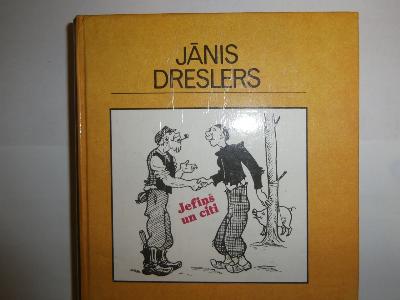 JĀNIS
DRESLERS
Jefiņš
un citi